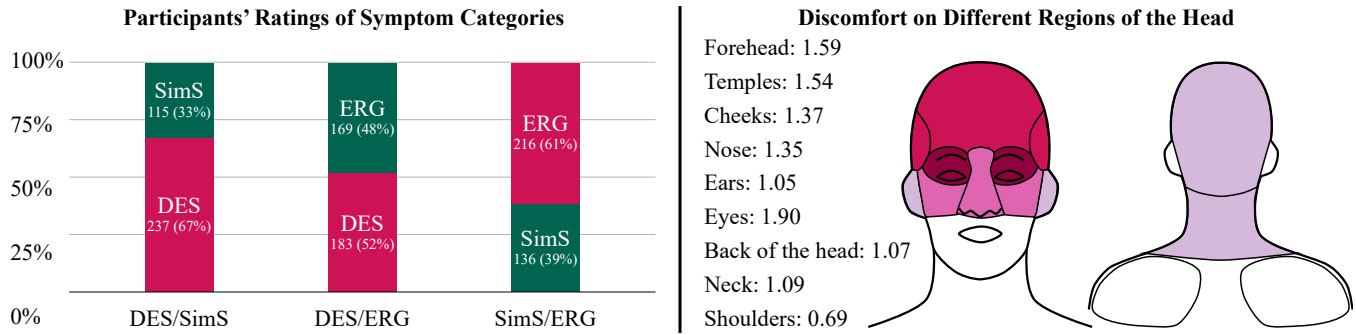 Participants’ Ratings of Symptom Categories
100%
75%
50%
25%
0%
SimS
115 (33%)
DES
237 (67%)
ERG
169 (48%)
DES
183 (52%)
ERG
216 (61%)
SimS
136 (39%)
DES/SimS
DES/ERG
SimS/ERG
Discomfort on Different Regions of the Head
Forehead: 1.59
Temples: 1.54
Cheeks: 1.37
Nose: 1.35
Ears: 1.05
Eyes: 1.90
Back of the head: 1.07
Neck: 1.09
Shoulders: 0.69